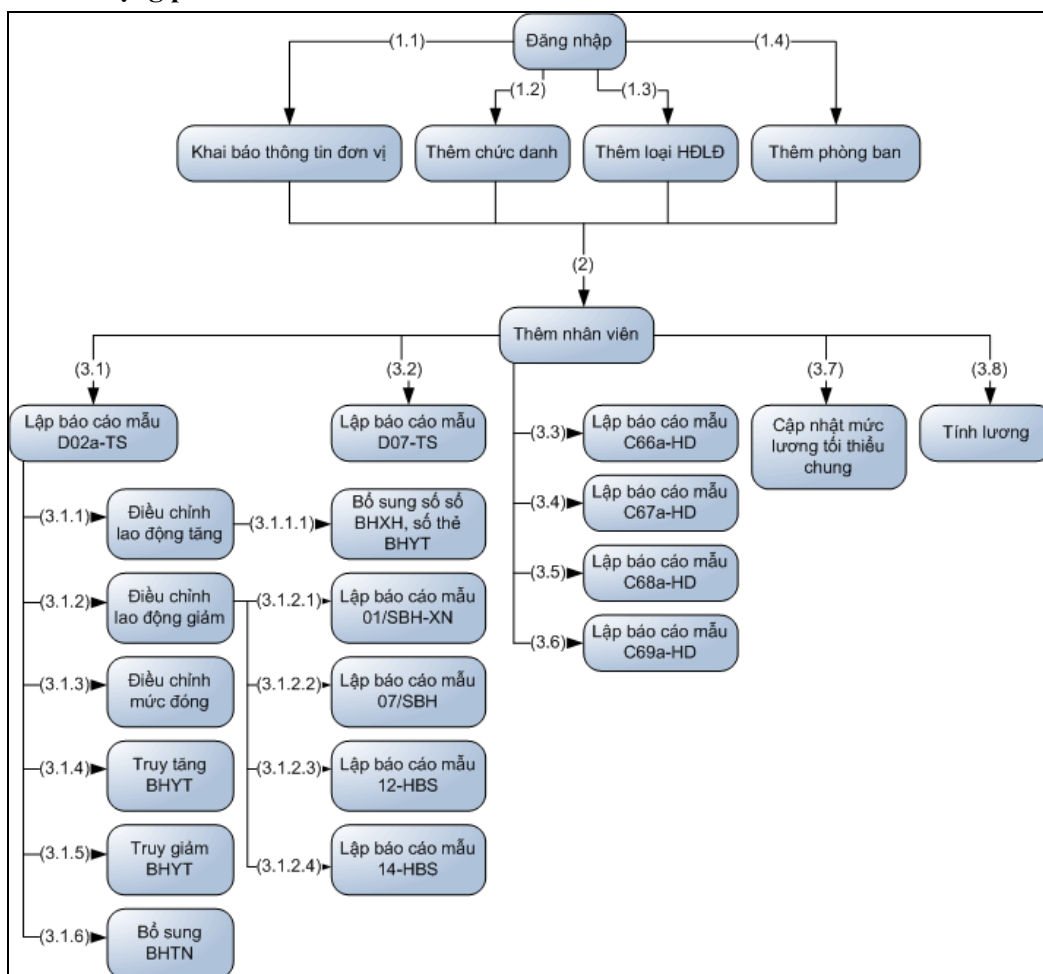 (1.1)
Đăng nhập
(1.4)
(1.2)
(1.3)
Khai báo thông tin đơn vị
Thêm chức danh
Thêm loại HĐLĐ
Thêm phòng ban
(2)
Thêm nhân viên
(3.1)
(3.2)
(3.7)
(3.8)
Lập báo cáo mẫu
D02a-TS
Lập báo cáo mẫu
D07-TS
(3.3)
Lập báo cáo mẫu
C66a-HD
Cập nhật mức
lương tối thiểu
chung
Tính lương
(3.1.1)
Điều chỉnh
lao động tăng
(3.1.1.1)
Bổ sung số sổ
BHXH, số thẻ
BHYT
(3.4)
Lập báo cáo mẫu
C67a-HD
(3.1.2)
Điều chỉnh
lao động giảm
(3.1.2.1)
Lập báo cáo mẫu
01/SBH-XN
(3.5)
Lập báo cáo mẫu
C68a-HD
(3.6)
Lập báo cáo mẫu
C69a-HD
(3.1.3)
Điều chỉnh
mức đóng
(3.1.2.2)
Lập báo cáo mẫu
07/SBH
(3.1.4)
Truy tăng
BHYT
(3.1.2.3)
Lập báo cáo mẫu
12-HBS
(3.1.5)
Truy giảm
BHYT
(3.1.2.4)
Lập báo cáo mẫu
14-HBS
(3.1.6)
Bổ sung
BHTN